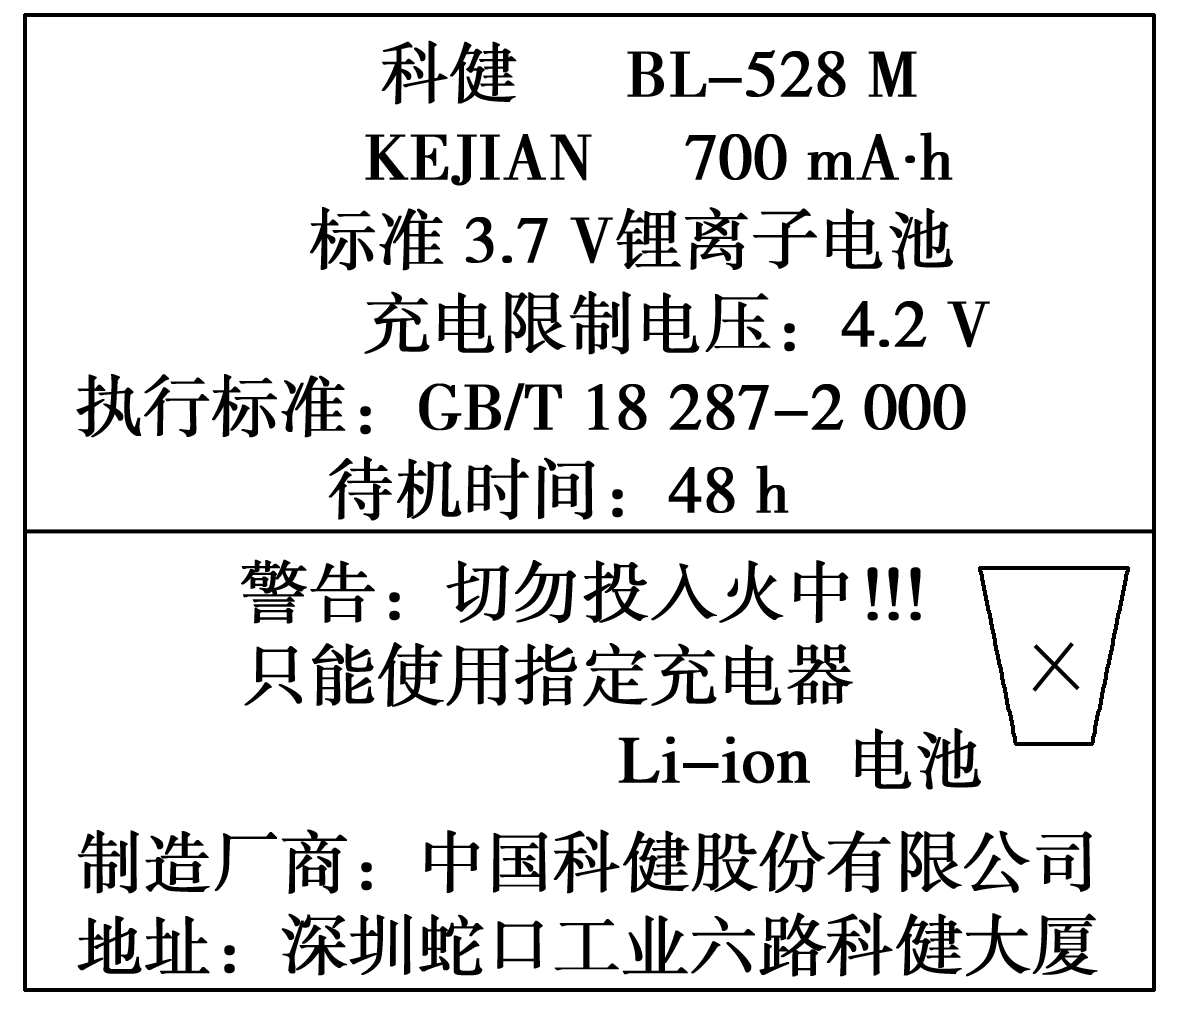 科健 BL-528 M
KEJIAN 700 mA·h
标准 3.7 V锂离子电池
充电限制电压：4.2 V
执行标准：GB/T 18 287-2 000
待机时间：48 h
警告：切勿投入火中!!!
只能使用指定充电器
Li-ion 电池
制造厂商：中国科健股份有限公司
地址：深圳蛇口工业六路科健大厦